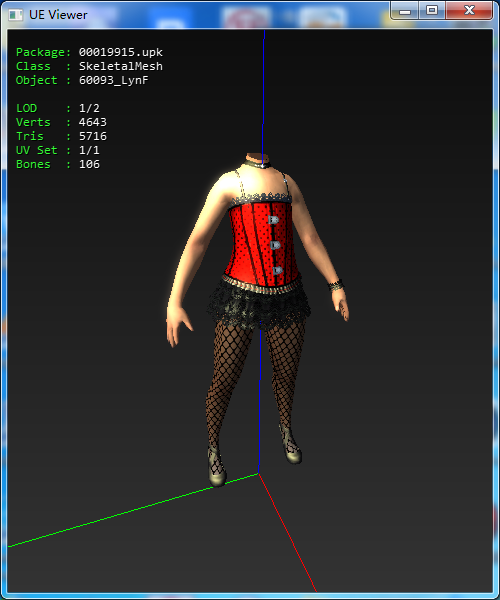 UE Viewer
Package: 00019915.upk
Class : SkeletalMesh
Object : 60093_LynF
LOD : 1/2
Verts : 4643
Tris : 5716
UV Set : 1/1
Bones : 106